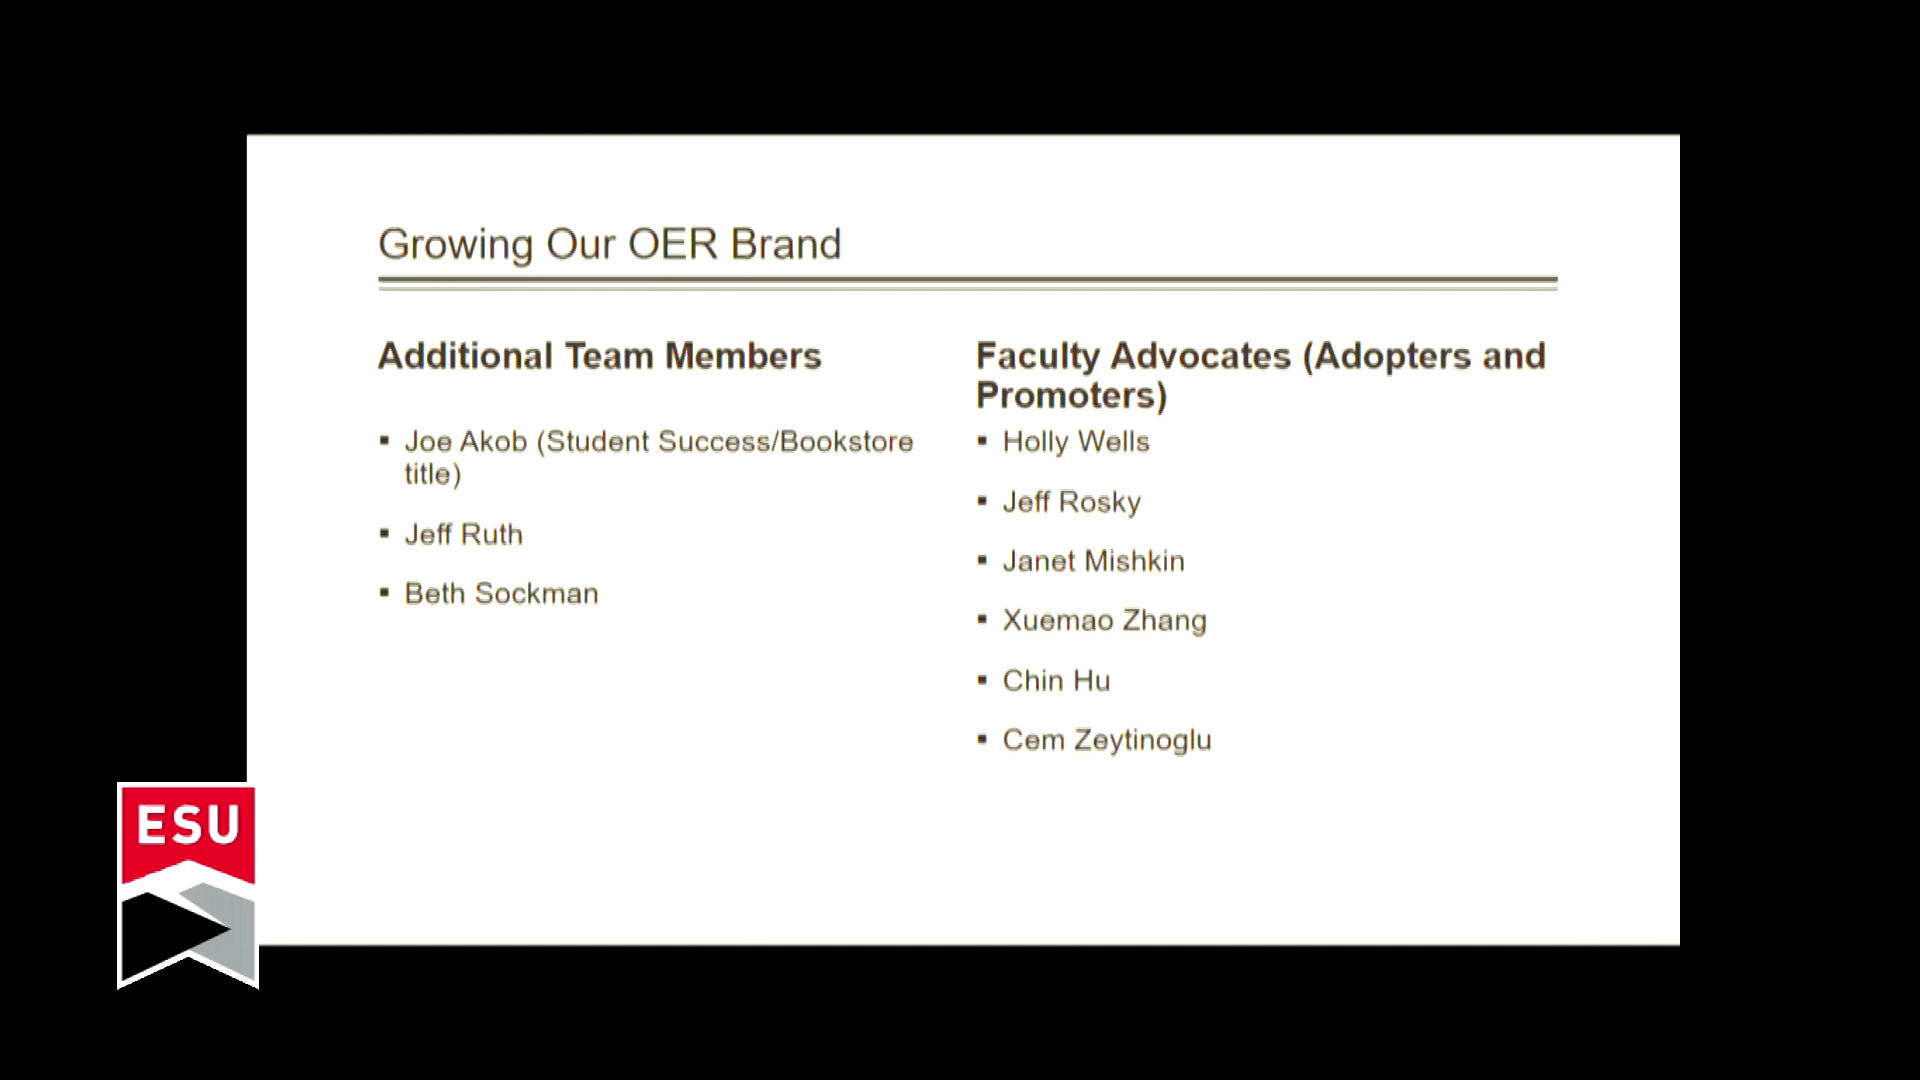 Growing Our OER Brand
Additional Team Members
Joe Akob (Student Success/Bookstore
title)
Jeff Ruth
Beth Sockman
Faculty Advocates (Adopters and
Promoters)
Holly Wells
Jeff Rosky
Janet Mishkin
Xuemao Zhang
Chin Hu
Cem Zeytinoglu
ESU